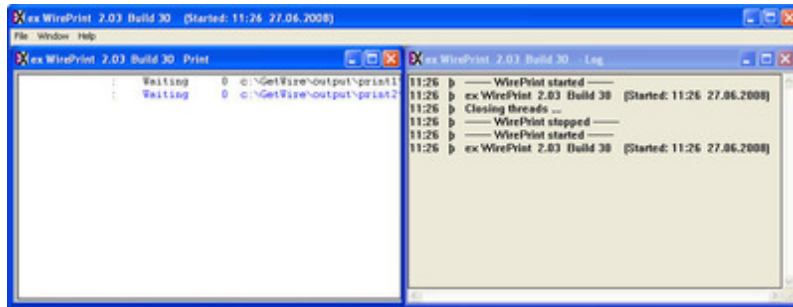 ex WirePrint 2.03 Build 30 (Started: 11:26 27.06.2008)
File Window Help
ex WirePrint 2.03 Build 30 Print
: Waiting 0 c:\GetWire\output\print1\
: Waiting 0 c:\GetWire\output\print2\
ex WirePrint 2.03 Build 30 - Log
11:26 þ —— WirePrint started ——
11:26 þ ex WirePrint 2.03 Build 30 (Started: 11:26 27.06.2008)
11:26 þ Closing threads ...
11:26 þ —— WirePrint stopped ——
11:26 þ —— WirePrint started ——
11:26 þ ex WirePrint 2.03 Build 30 (Started: 11:26 27.06.2008)